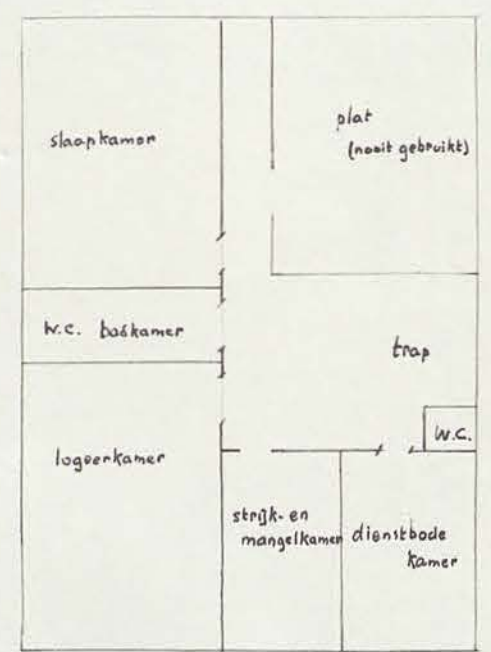 slaapkamer
plat
(nooit gebruikt)
w.c. badkamer
trap
w.c.
logeerkamer
strijk- en
mangelkamer
dienstbode
kamer